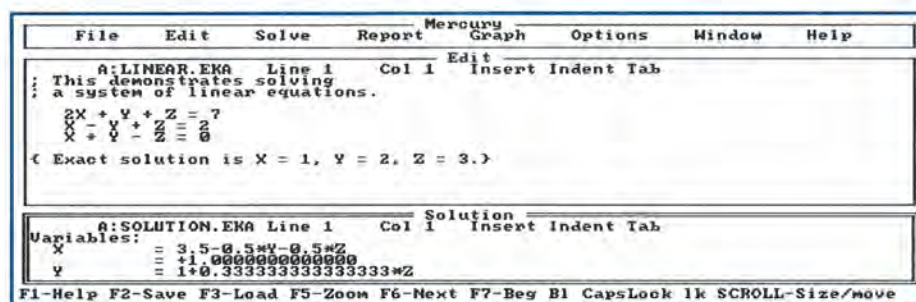 Mercury
File Edit Solve Report Graph Options Window Help
Edit
A:LINEAR.EKA Line 1 Col 1 Insert Indent Tab
; This demonstrates solving
; a system of linear equations.
2X + Y + Z = 7
X - Y + Z = 2
X + Y - Z = 0
{ Exact solution is X = 1, Y = 2, Z = 3.}
Solution
A:SOLUTION.EKA Line 1 Col 1 Insert Indent Tab
Variables:
X = 3.5-0.5*Y-0.5*Z
= +1.0000000000000
Y = 1+0.333333333333333*Z
F1-Help F2-Save F3-Load F5-Zoom F6-Next F7-Beg Bl CapsLock lk SCROLL-Size/move